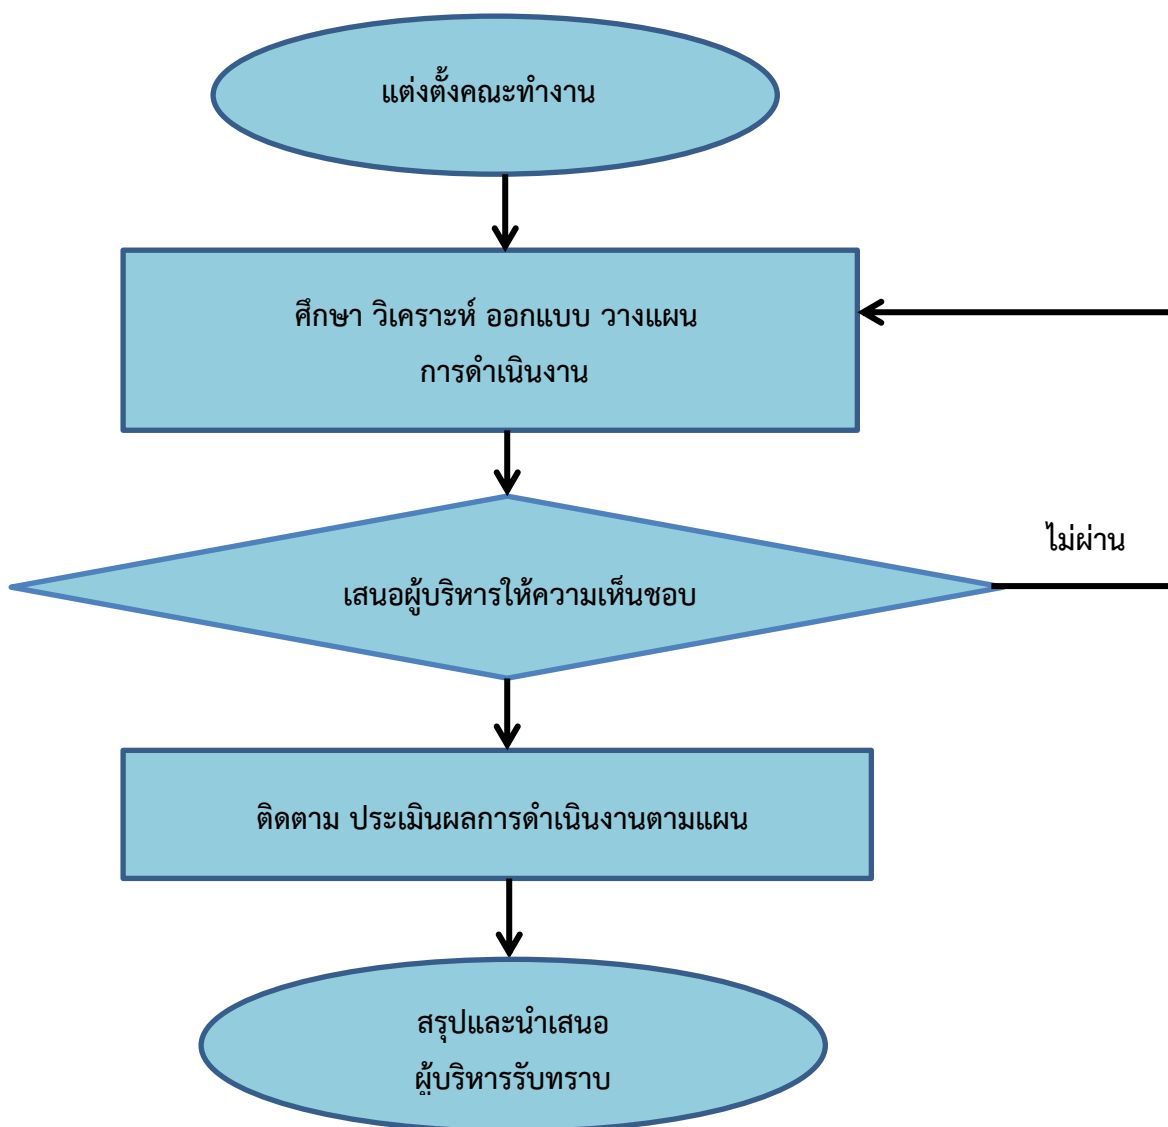 แต่งตั้งคณะทำงาน
ศึกษา วิเคราะห์ ออกแบบ วางแผน
การดำเนินงาน
ไม่ผ่าน
เสนอผู้บริหารให้ความเห็นชอบ
ติดตาม ประเมินผลการดำเนินงานตามแผน
สรุปและนำเสนอ
ผู้บริหารรับทราบ